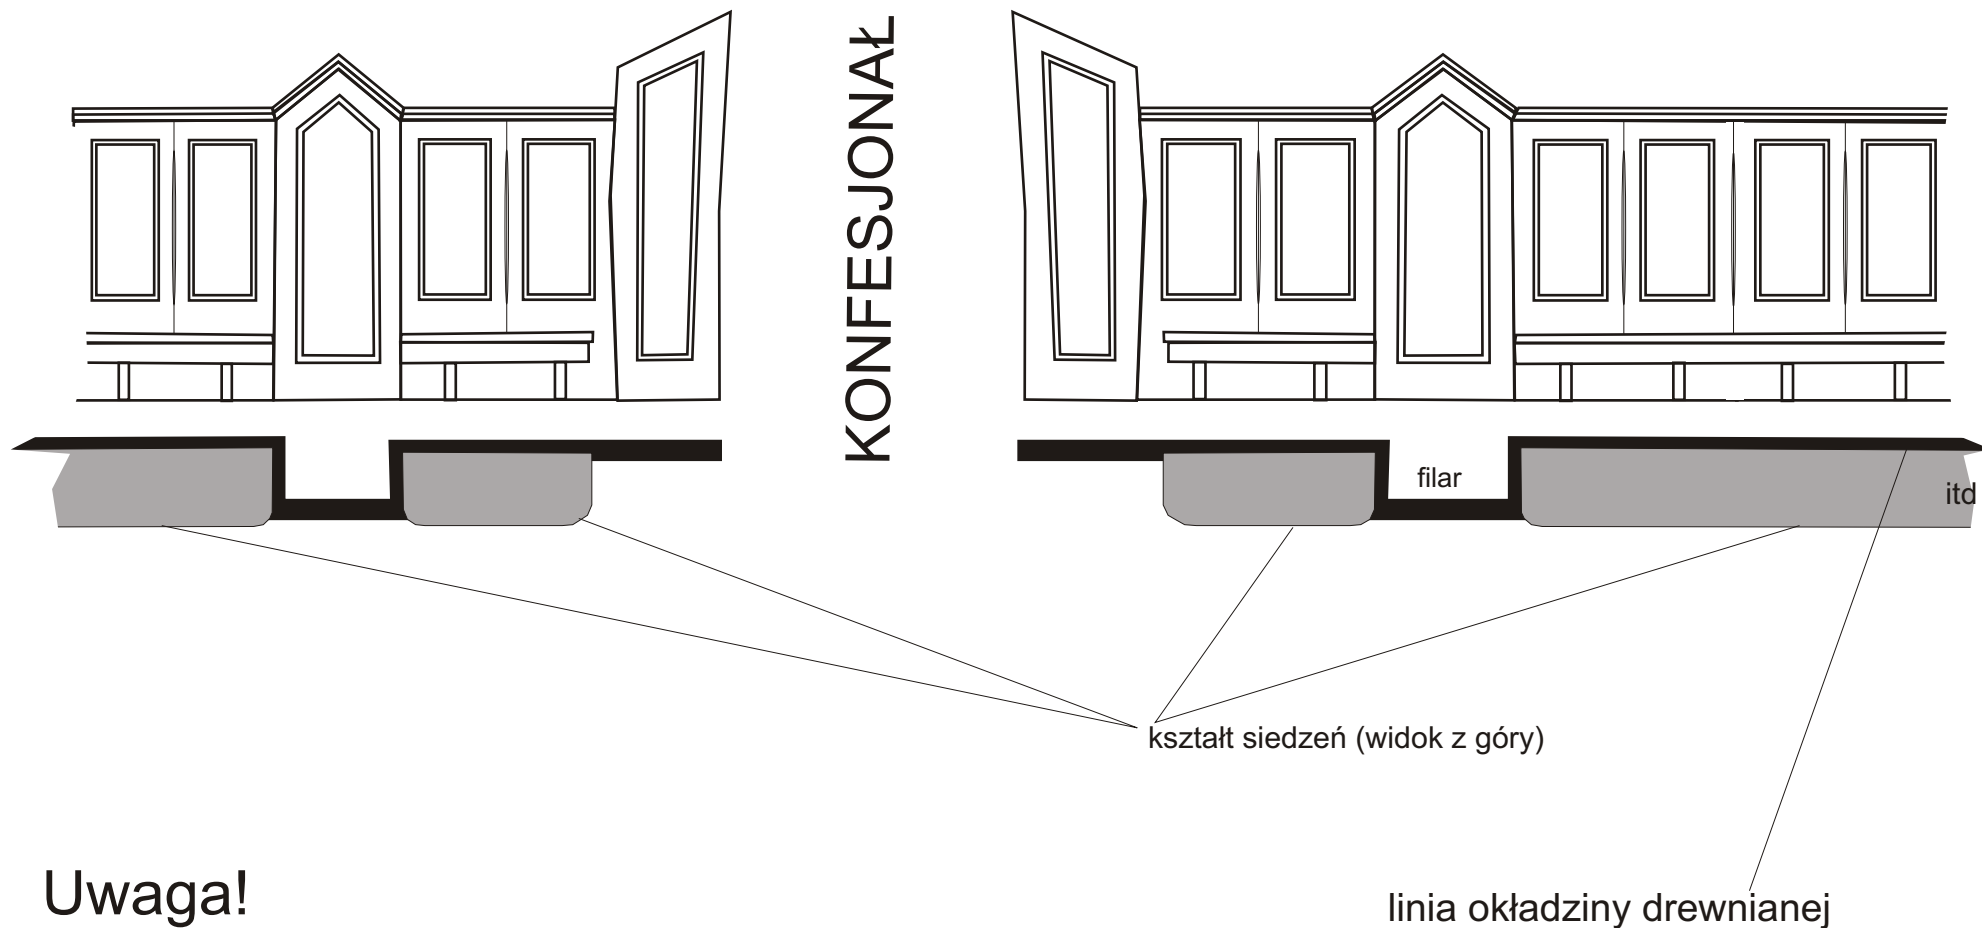 KONFESJONAŁ
filar
itd
kształt siedzeń (widok z góry)
Uwaga!
linia okładziny drewnianej